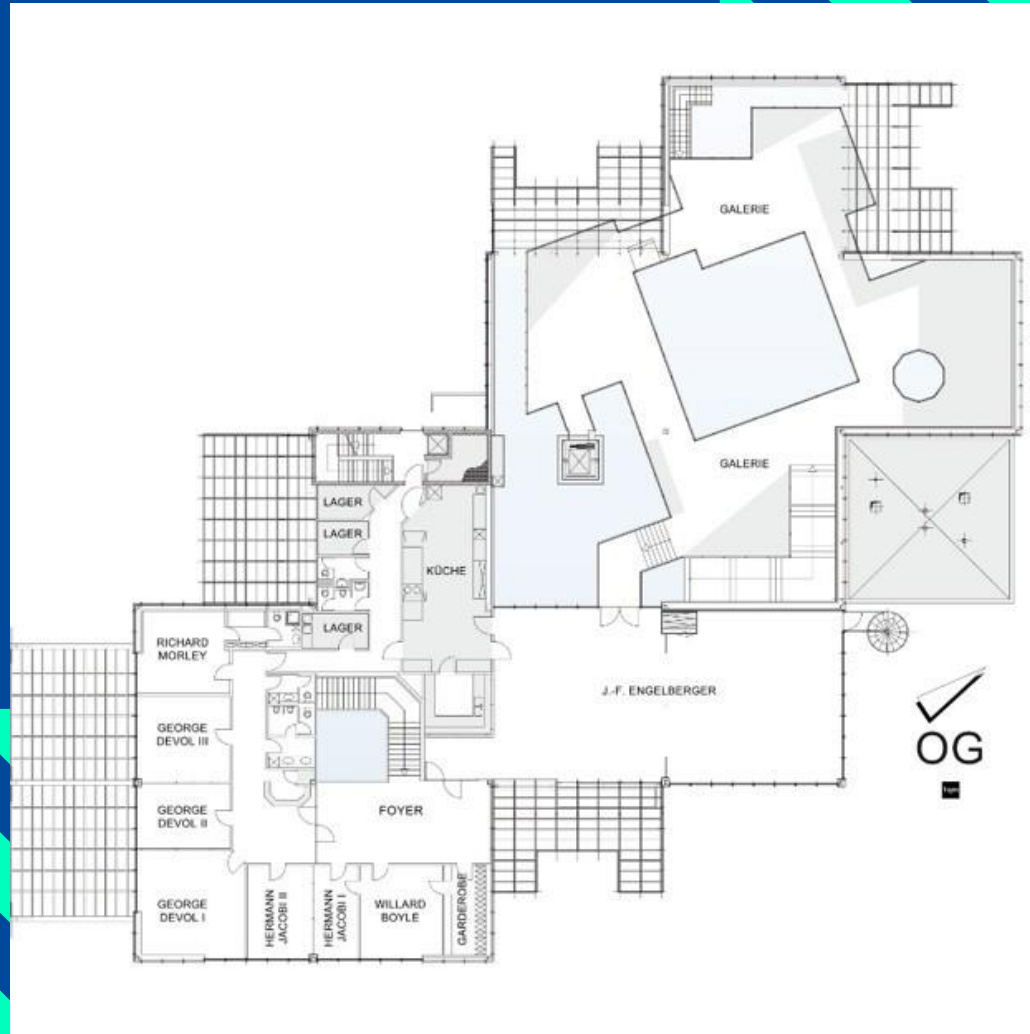 GALERIE
GALERIE
LAGER
LAGER
KÜCHE
LAGER
RICHARD
MORLEY
J.-F. ENGELBERGER
GEORGE
DEVOL III
OG
GEORGE
DEVOL II
FOYER
GEORGE
DEVOL I
HERMANN
JACOBI II
HERMANN
JACOBI I
WILLARD
BOYLE
GARDEROBE